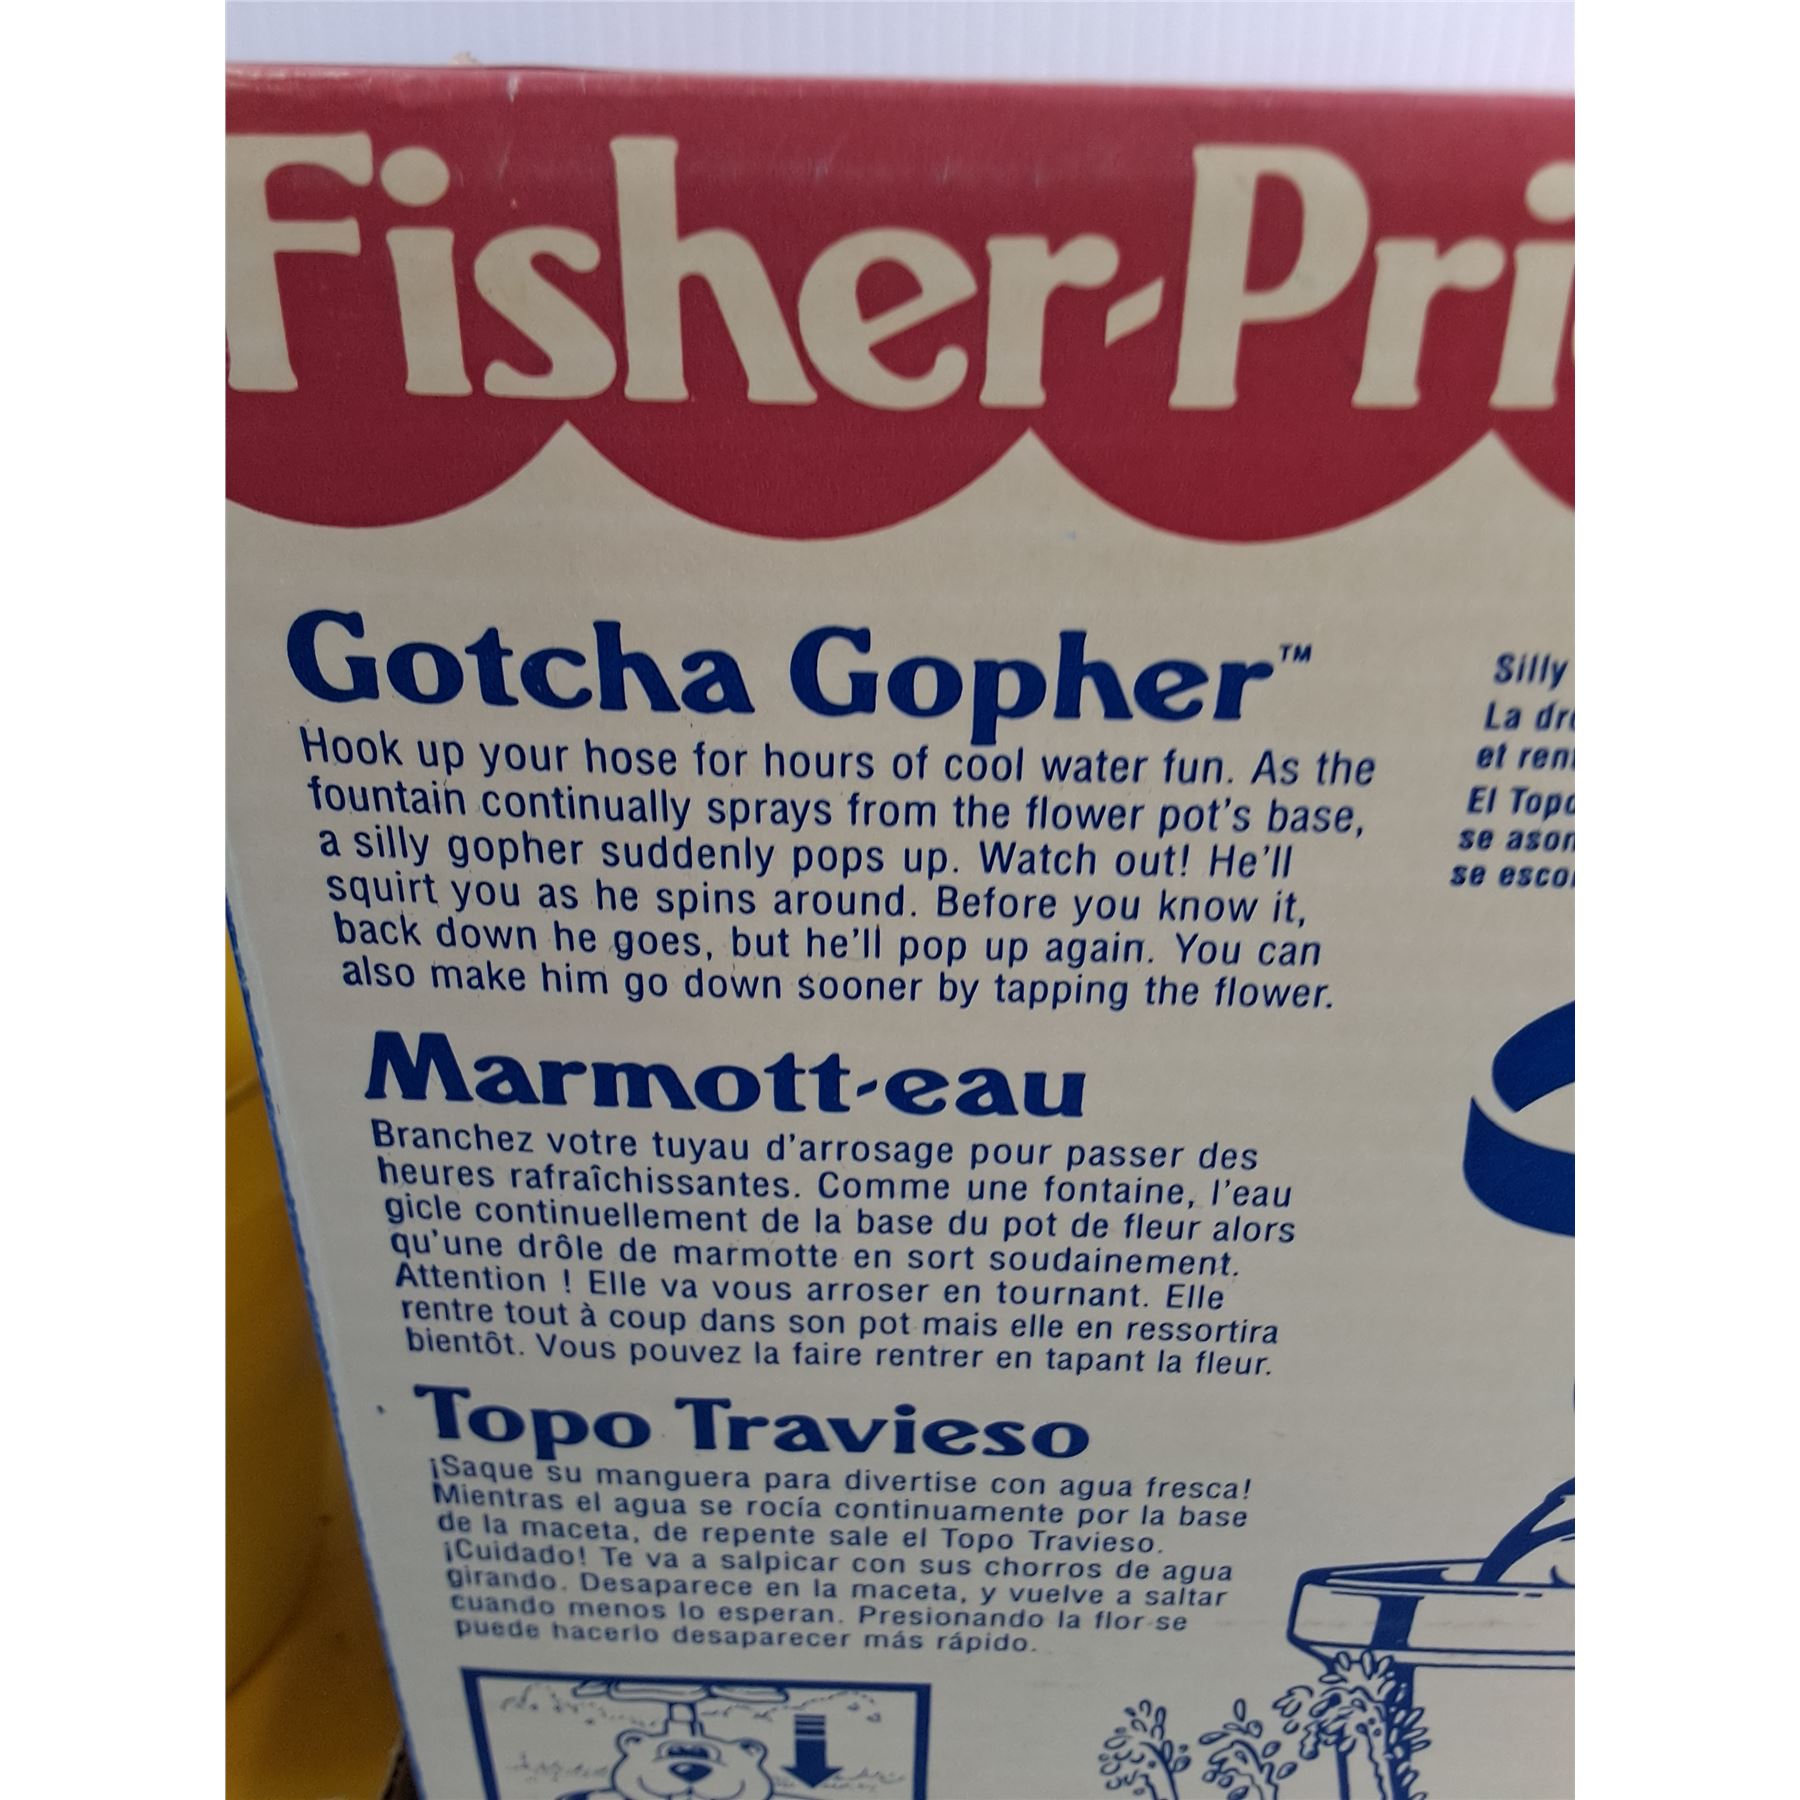 Fisher-Pri
Gotcha Gopher™
Hook up your hose for hours of cool water fun. As the
fountain continually sprays from the flower pot's base,
a silly gopher suddenly pops up. Watch out! He'll
squirt you as he spins around. Before you know it,
back down he goes, but he'll pop up again. You can
also make him go down sooner by tapping the flower.
Marmott-eau
Branchez votre tuyau d'arrosage pour passer des
heures rafraîchissantes. Comme une fontaine, l'eau
gicle continuellement de la base du pot de fleur alors
qu'une drôle de marmotte en sort soudainement.
Attention ! Elle va vous arroser en tournant. Elle
rentre tout à coup dans son pot mais elle en ressortira
bientôt. Vous pouvez la faire rentrer en tapant la fleur.
Topo Travieso
¡Saque su manguera para divertise con agua fresca!
Mientras el agua se rocía continuamente por la base
de la maceta, de repente sale el Topo Travieso.
¡Cuidado! Te va a salpicar con sus chorros de agua
girando. Desaparece en la maceta, y vuelve a saltar
cuando menos lo esperan. Presionando la flor se
puede hacerlo desaparecer más rápido.
Silly
La
et
El
se
se